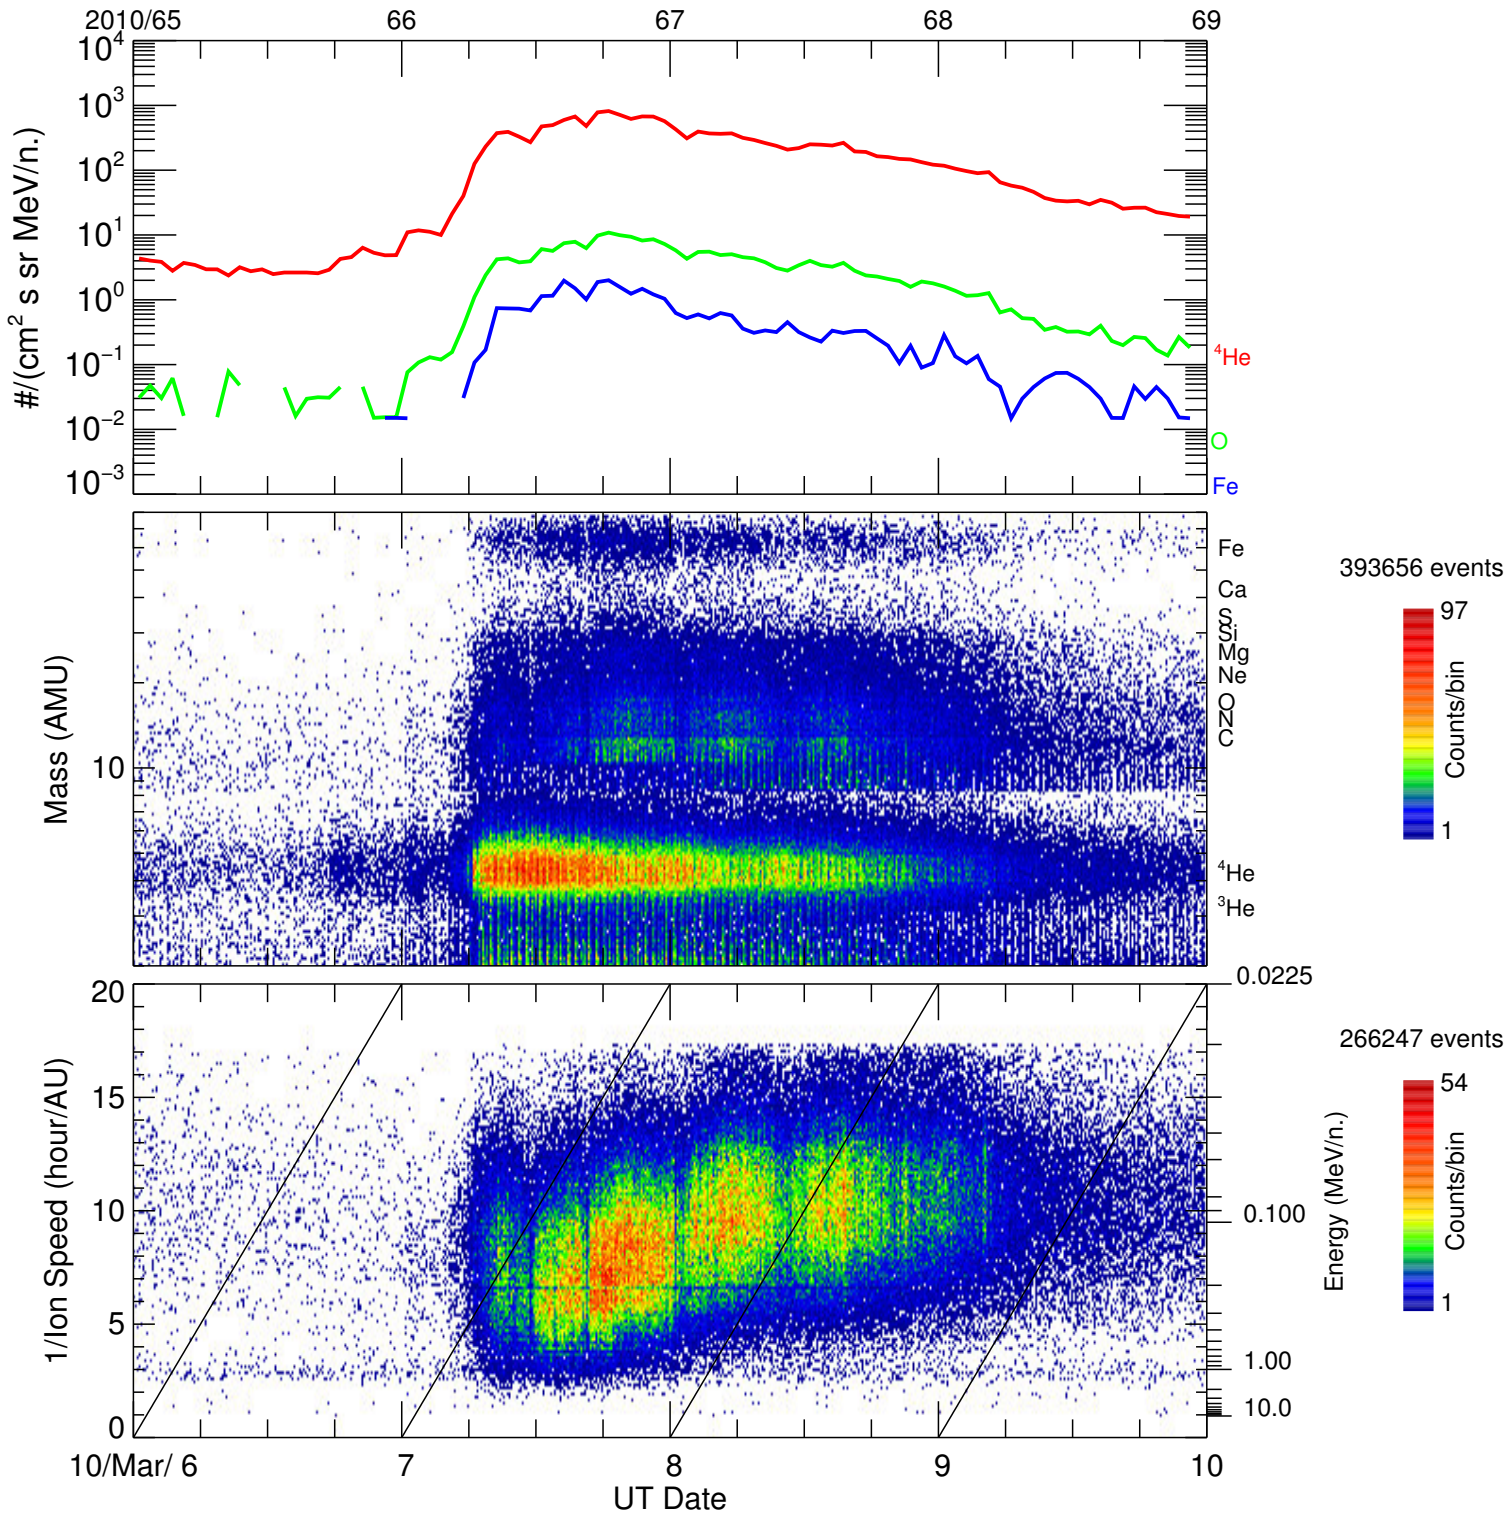 2010/65 66 67 68 69
10⁴
10³
10²
10¹
10⁰
10⁻¹
10⁻²
10⁻³
#/(cm² s sr MeV/n.)
⁴He
O
Fe
Mass (AMU)
10
Fe
Ca
S
Si
Mg
Ne
O
N
C
⁴He
³He
393656 events
97
Counts/bin
1
1/Ion Speed (hour/AU)
20
15
10
5
0
0.0225
0.100
1.00
10.0
Energy (MeV/n.)
266247 events
54
Counts/bin
1
10/Mar/ 6 7 8 9 10
UT Date